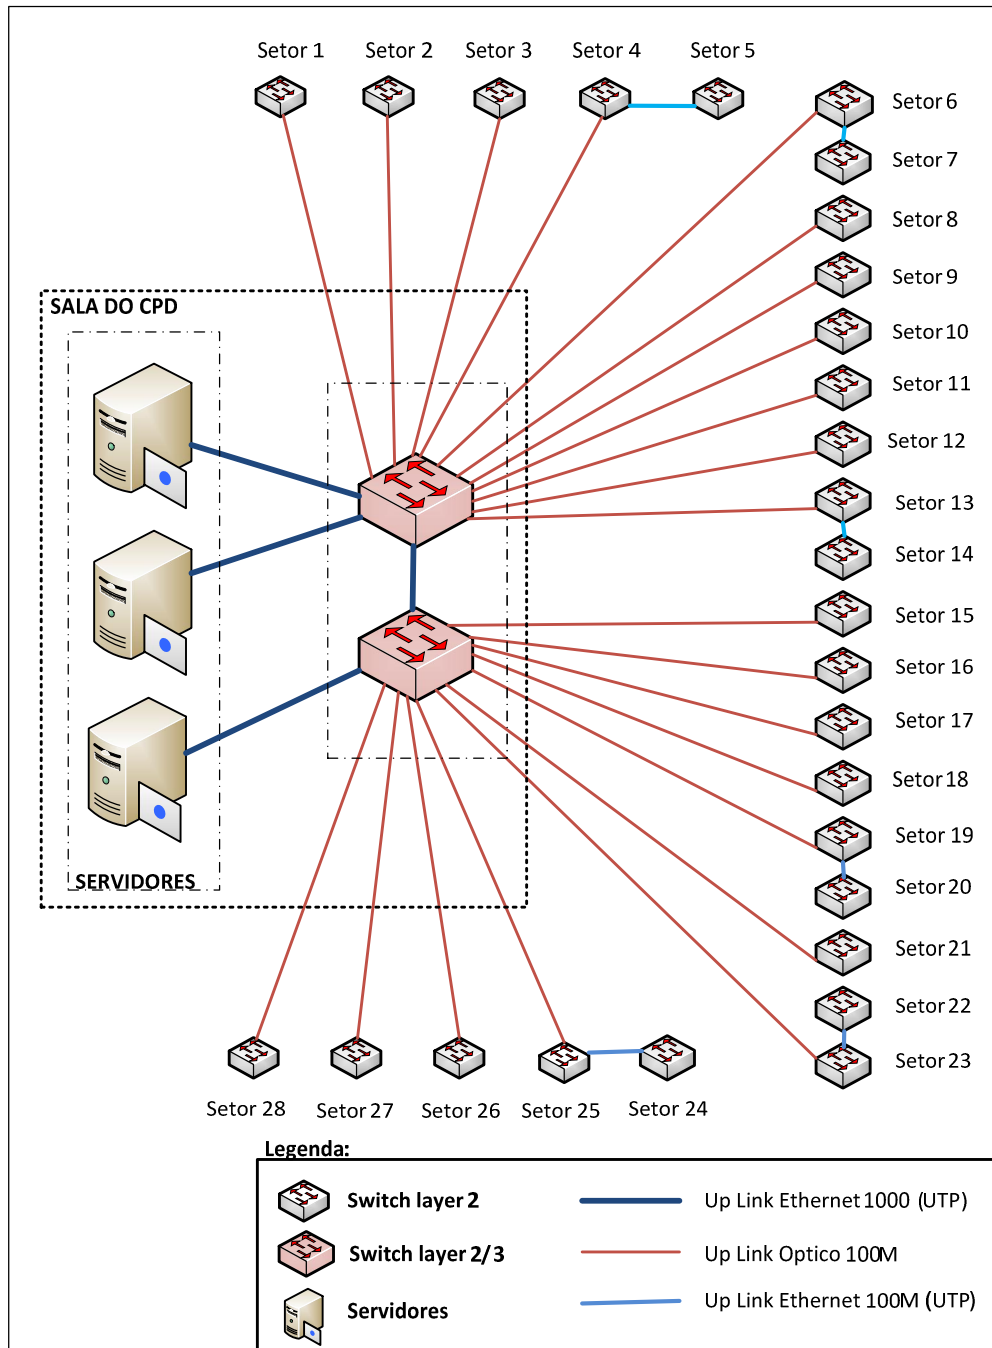 Setor 1
Setor 2
Setor 3
Setor 4
Setor 5
Setor 6
Setor 7
Setor 8
Setor 9
Setor 10
Setor 11
Setor 12
Setor 13
Setor 14
Setor 15
Setor 16
Setor 17
Setor 18
Setor 19
Setor 20
Setor 21
Setor 22
Setor 23
SALA DO CPD
SERVIDORES
Setor 28
Setor 27
Setor 26
Setor 25
Setor 24
Legenda:
Switch layer 2
Up Link Ethernet 1000 (UTP)
Switch layer 2/3
Up Link Optico 100M
Servidores
Up Link Ethernet 100M (UTP)